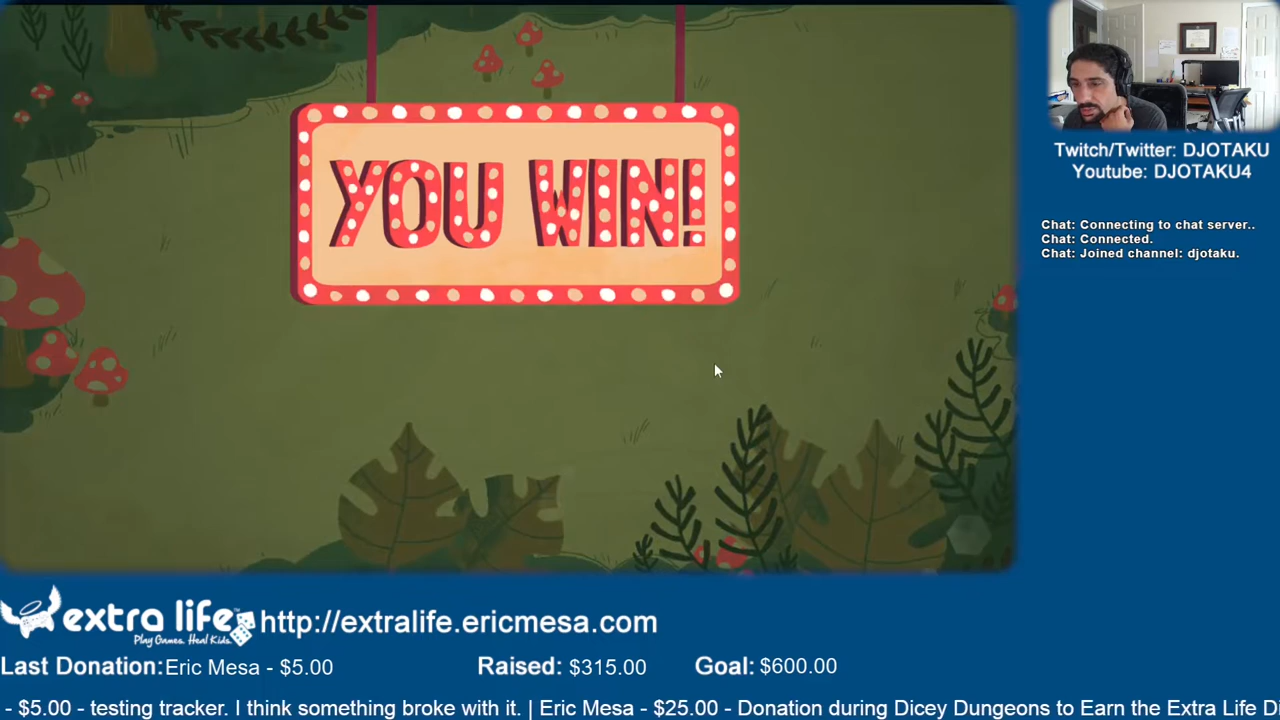 YOU WIN!
Twitch/Twitter: DJOTAKU
Youtube: DJOTAKU4
Chat: Connecting to chat server..
Chat: Connected.
Chat: Joined channel: djotaku.
extra life
Play Games. Heal Kids.
http://extralife.ericmesa.com
Last Donation: Eric Mesa - $5.00 Raised: $315.00 Goal: $600.00
- $5.00 - testing tracker. I think something broke with it. | Eric Mesa - $25.00 - Donation during Dicey Dungeons to Earn the Extra Life D